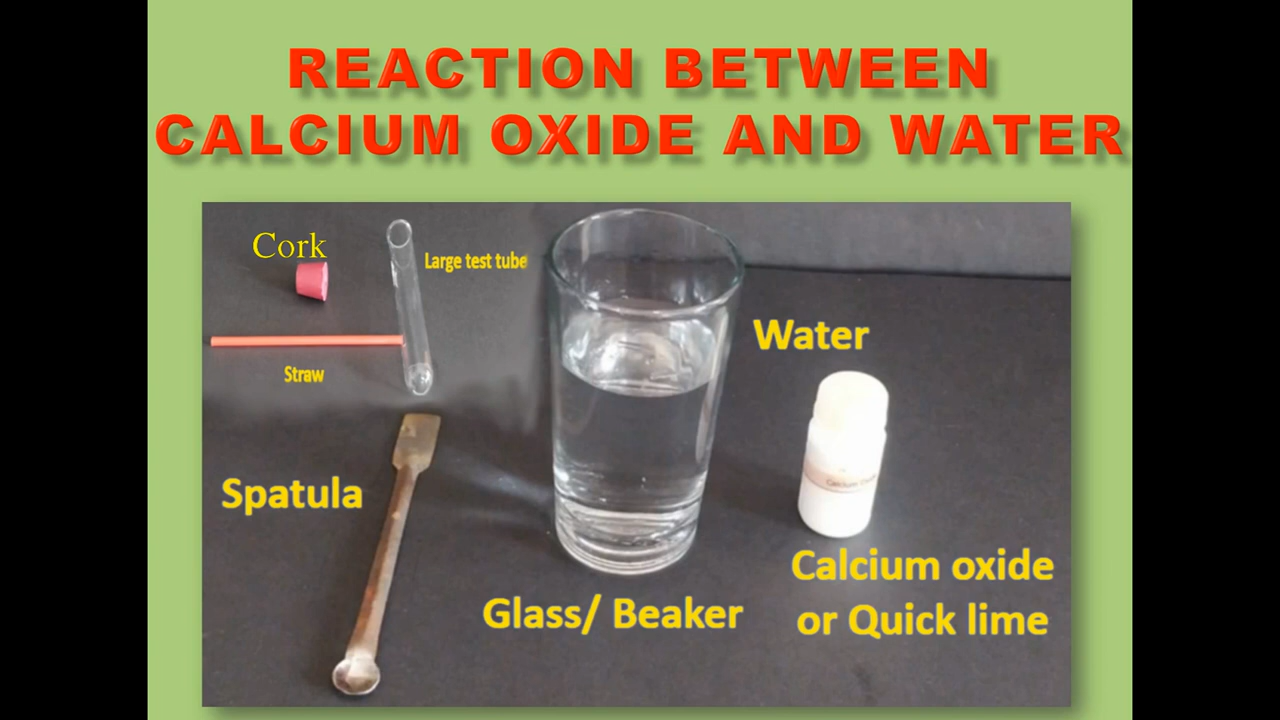 REACTION BETWEEN
CALCIUM OXIDE AND WATER
Cork
Large test tube
Straw
Water
Spatula
Calcium
Glass/ Beaker
Calcium oxide
or Quick lime